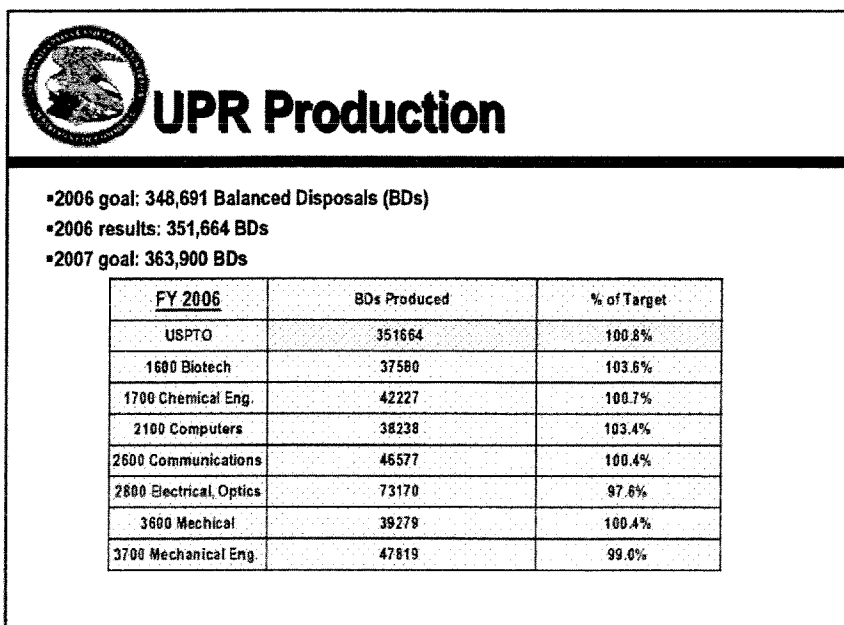 UPR Production
▪2006 goal: 348,691 Balanced Disposals (BDs)
▪2006 results: 351,664 BDs
▪2007 goal: 363,900 BDs
FY 2006 BDs Produced % of Target
USPTO 351664 100.8%
1600 Biotech 37580 103.6%
1700 Chemical Eng. 42227 100.7%
2100 Computers 38238 103.4%
2600 Communications 46577 100.4%
2800 Electrical, Optics 73170 97.6%
3600 Mechical 39279 100.4%
3700 Mechanical Eng. 47819 99.0%